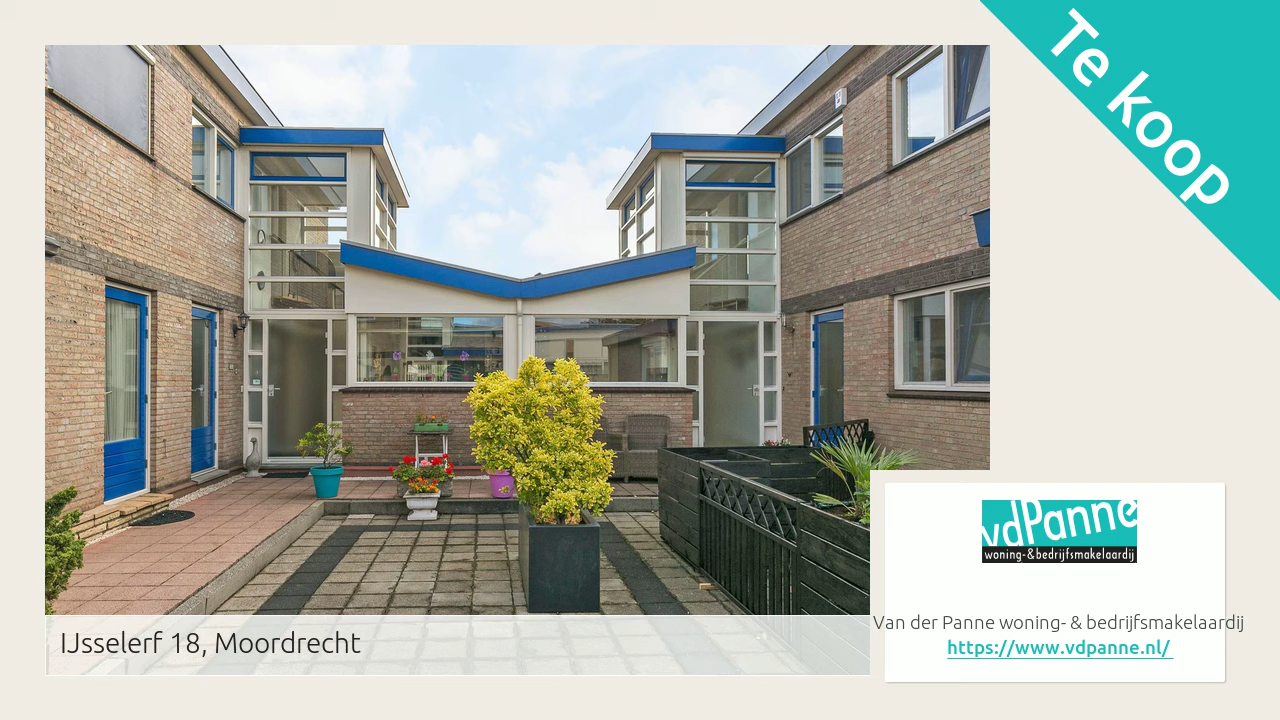 Te koop
vdPanne
woning-&bedrijfsmakelaardij
Van der Panne woning- & bedrijfsmakelaardij
https://www.vdpanne.nl/
IJsselerf 18, Moordrecht